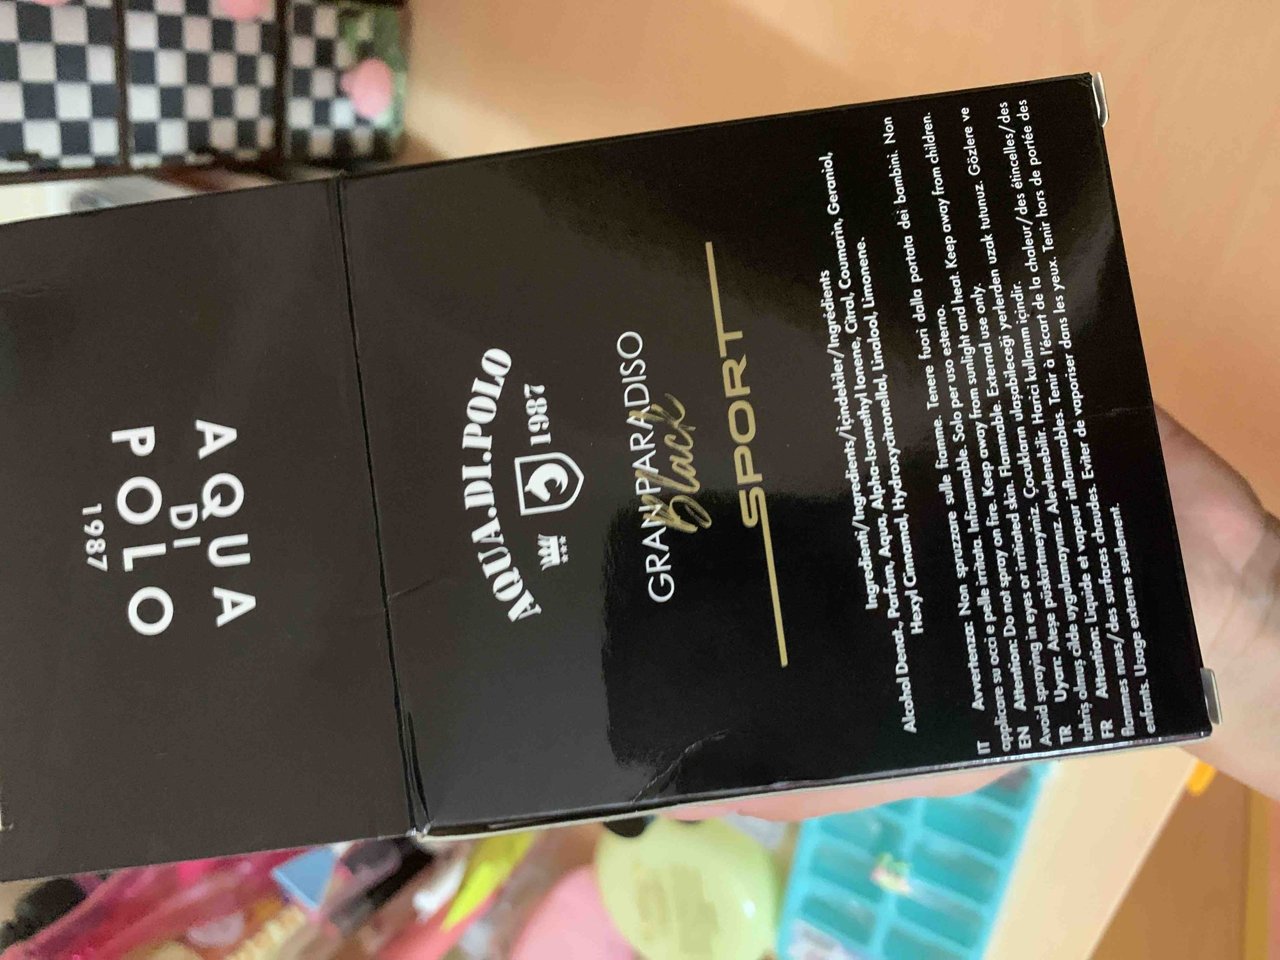 AQUA
DI
POLO
1987
AQUA.DI.POLO
1987
GRANPARADISO
Black
SPORT
Ingredienti/Ingredients/İçindekiler/Ingrédients
Alcohol Denat., Parfum, Aqua, Alpha-Isomethyl Ionene, Citral, Coumarin, Geraniol,
Hexyl Cinnamal, Hydroxycitronellal, Linalool, Limonene.
IT Avvertenza: Non spruzzare sulle fiamme. Tenere fuori dalla portata dei bambini. Non
applicare su occi e pelle irritata. Infiammable. Solo per uso esterno.
EN Attention: Do not spray on fire. Keep away from sunlight and heat. Keep away from children.
Avoid spraying in eyes or irritated skin. Flammable. External use only.
TR Uyarı: Ateşe püskürtmeyiniz. Çocukların ulaşabileceği yerlerden uzak tutunuz. Gözlere ve
tahriş olmuş cilde uygulamayınız. Alevlenebilir. Harici kullanım içindir.
FR Attention: Liquide et vapeur inflammables. Tenir à l'écart de la chaleur/des étincelles/des
flammes nues/des surfaces chaudes. Eviter de vaporiser dans les yeux. Tenir hors de portée des
enfants. Usage externe seulement.